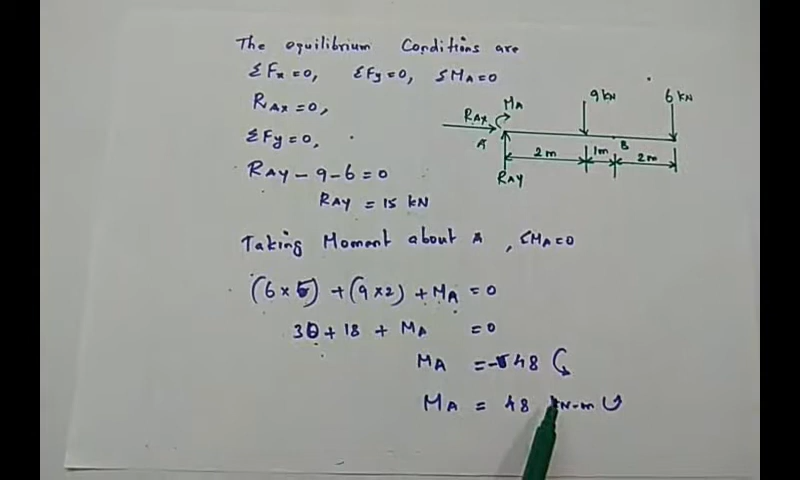 The equilibrium Conditions are
ΣFx = 0, ΣFy = 0, ΣMA = 0
RAx = 0,
ΣFy = 0,
RAY - 9 - 6 = 0
RAY = 15 kN
MA
RAx
A
RAY
9 kN
6 kN
B
2m
1m
2m
Taking Moment about A, ΣMA = 0
(6 × 5) + (9 × 2) + MA = 0
30 + 18 + MA = 0
MA = -48
MA = 48 kN-m